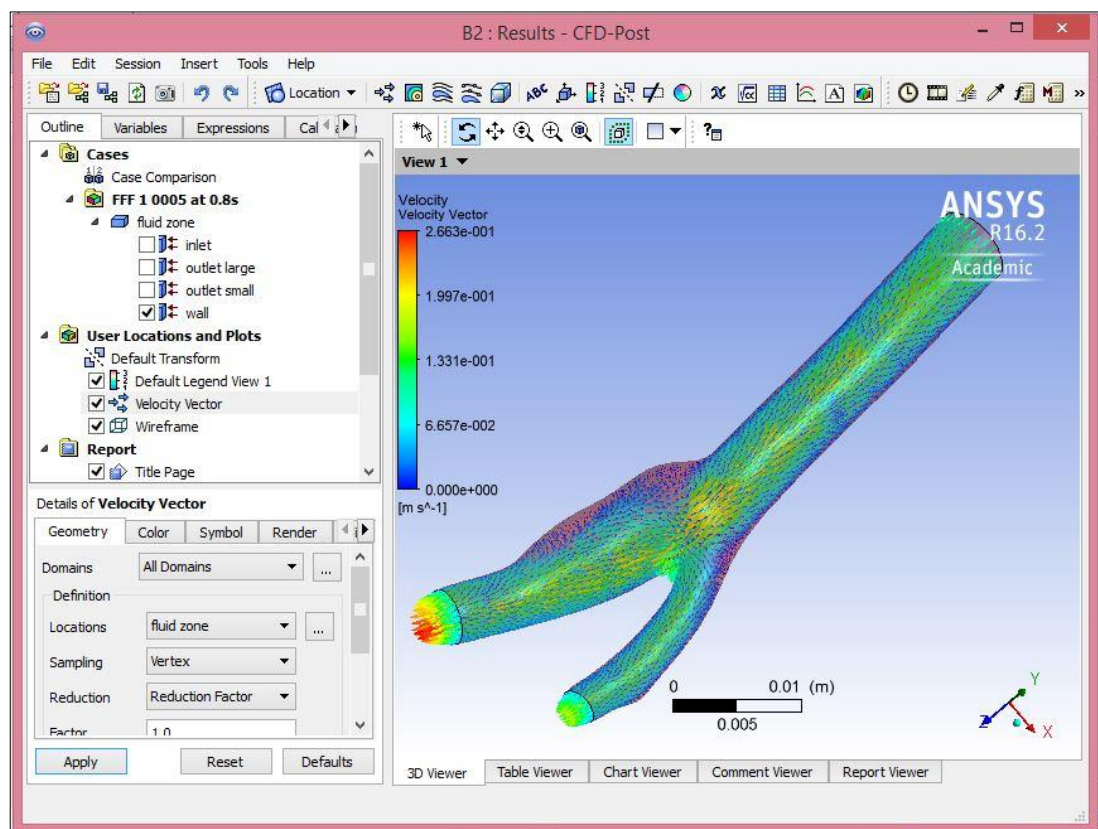 B2 : Results - CFD-Post
File Edit Session Insert Tools Help
Location
Outline Variables Expressions Cal
Cases
Case Comparison
FFF 1 0005 at 0.8s
fluid zone
inlet
outlet large
outlet small
wall
User Locations and Plots
Default Transform
Default Legend View 1
Velocity Vector
Wireframe
Report
Title Page
Details of Velocity Vector
Geometry Color Symbol Render
Domains All Domains ...
Definition
Locations fluid zone ...
Sampling Vertex
Reduction Reduction Factor
Factor 1.0
Apply Reset Defaults
View 1
Velocity
Velocity Vector
2.663e-001
1.997e-001
1.331e-001
6.657e-002
0.000e+000
[m s^-1]
ANSYS
R16.2
Academic
0 0.01 (m)
0.005
Y
Z
X
3D Viewer Table Viewer Chart Viewer Comment Viewer Report Viewer